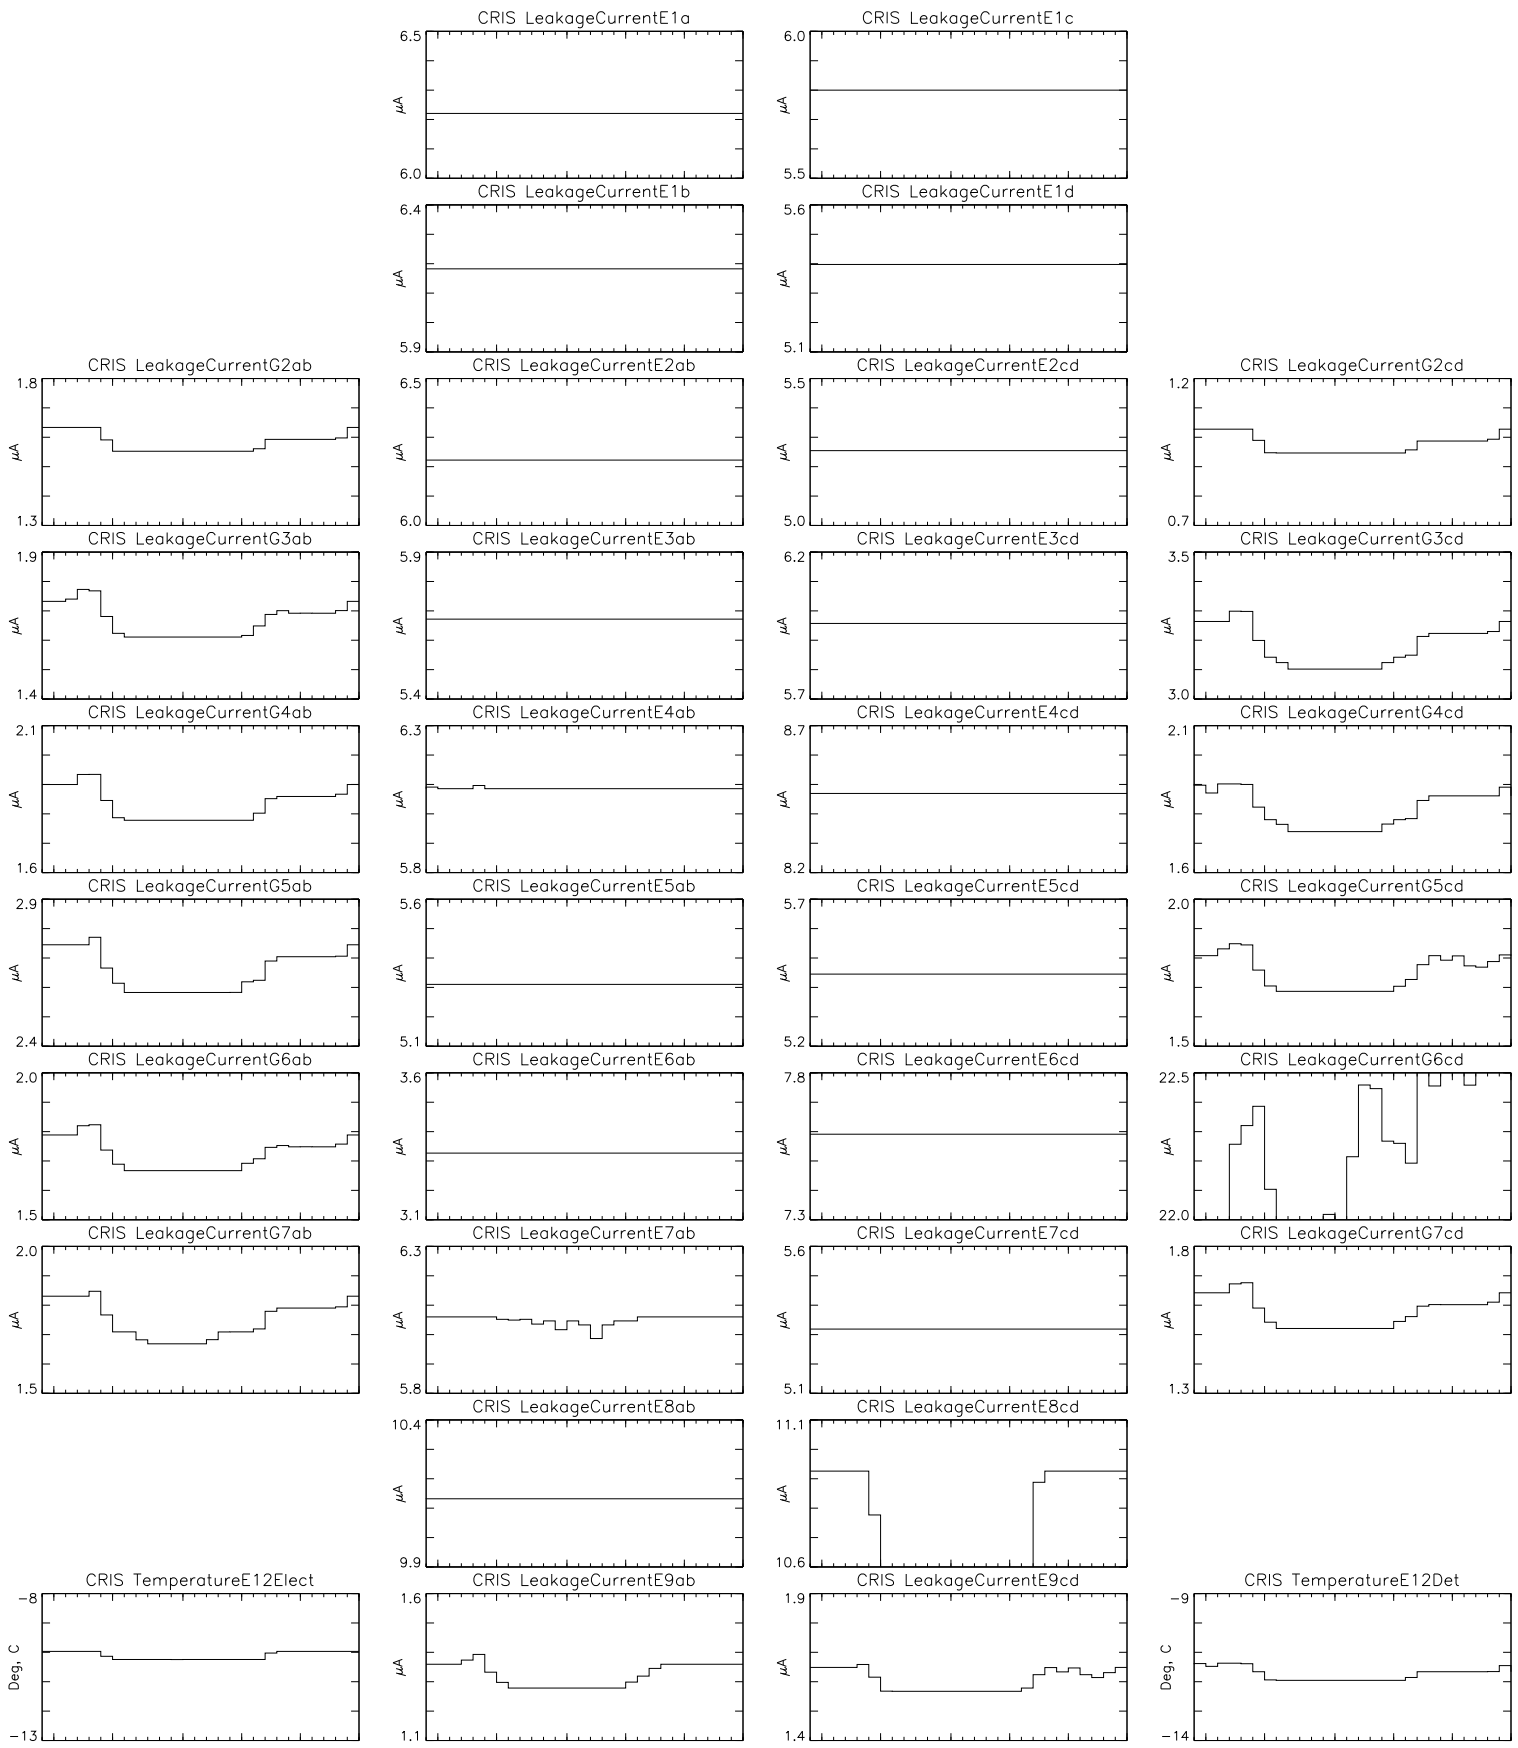 CRIS LeakageCurrentE1a
6.5
μA
6.0
CRIS LeakageCurrentE1c
6.0
μA
5.5
CRIS LeakageCurrentE1b
6.4
μA
5.9
CRIS LeakageCurrentE1d
5.6
μA
5.1
CRIS LeakageCurrentG2ab
1.8
μA
1.3
CRIS LeakageCurrentE2ab
6.5
μA
6.0
CRIS LeakageCurrentE2cd
5.5
μA
5.0
CRIS LeakageCurrentG2cd
1.2
μA
0.7
CRIS LeakageCurrentG3ab
1.9
μA
1.4
CRIS LeakageCurrentE3ab
5.9
μA
5.4
CRIS LeakageCurrentE3cd
6.2
μA
5.7
CRIS LeakageCurrentG3cd
3.5
μA
3.0
CRIS LeakageCurrentG4ab
2.1
μA
1.6
CRIS LeakageCurrentE4ab
6.3
μA
5.8
CRIS LeakageCurrentE4cd
8.7
μA
8.2
CRIS LeakageCurrentG4cd
2.1
μA
1.6
CRIS LeakageCurrentG5ab
2.9
μA
2.4
CRIS LeakageCurrentE5ab
5.6
μA
5.1
CRIS LeakageCurrentE5cd
5.7
μA
5.2
CRIS LeakageCurrentG5cd
2.0
μA
1.5
CRIS LeakageCurrentG6ab
2.0
μA
1.5
CRIS LeakageCurrentE6ab
3.6
μA
3.1
CRIS LeakageCurrentE6cd
7.8
μA
7.3
CRIS LeakageCurrentG6cd
22.5
μA
22.0
CRIS LeakageCurrentG7ab
2.0
μA
1.5
CRIS LeakageCurrentE7ab
6.3
μA
5.8
CRIS LeakageCurrentE7cd
5.6
μA
5.1
CRIS LeakageCurrentG7cd
1.8
μA
1.3
CRIS LeakageCurrentE8ab
10.4
μA
9.9
CRIS LeakageCurrentE8cd
11.1
μA
10.6
CRIS TemperatureE12Elect
-8
Deg, C
-13
CRIS LeakageCurrentE9ab
1.6
μA
1.1
CRIS LeakageCurrentE9cd
1.9
μA
1.4
CRIS TemperatureE12Det
-9
Deg, C
-14